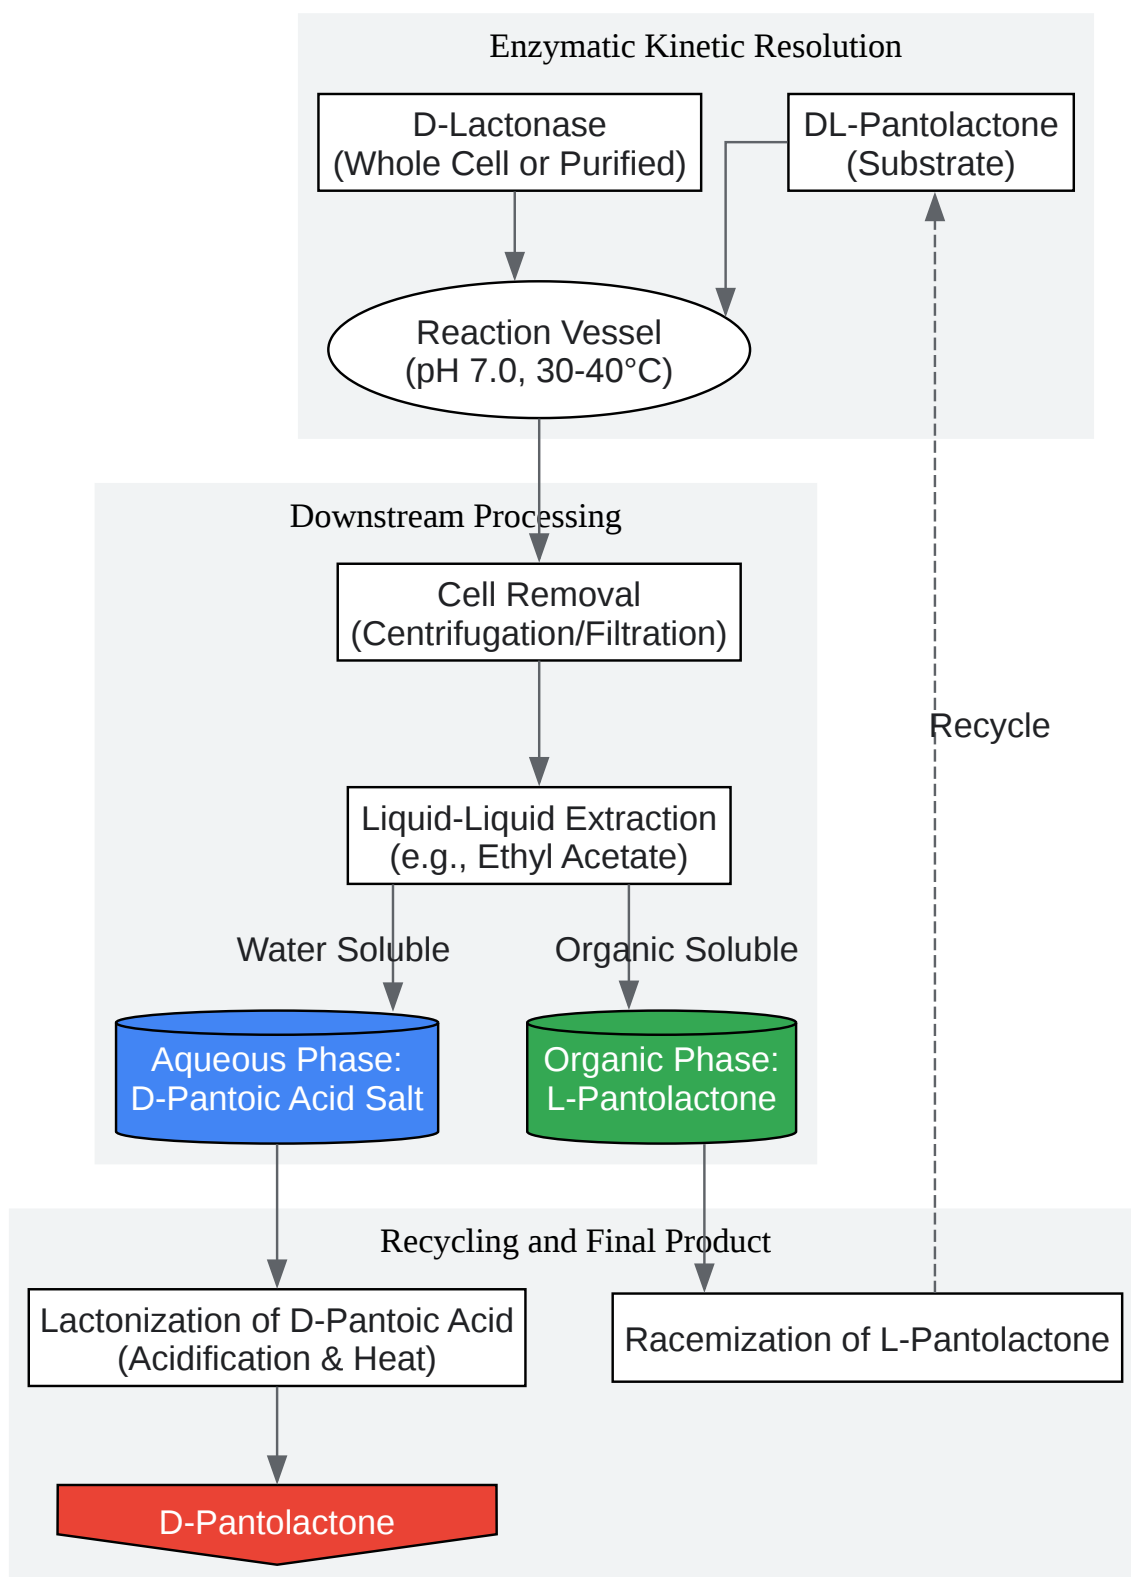 Enzymatic Kinetic Resolution
D-Lactonase
(Whole Cell or Purified)
DL-Pantolactone
(Substrate)
Reaction Vessel
(pH 7.0, 30-40°C)
Downstream Processing
Cell Removal
(Centrifugation/Filtration)
Recycle
Liquid-Liquid Extraction
(e.g., Ethyl Acetate)
Water Soluble
Organic Soluble
Aqueous Phase:
D-Pantoic Acid Salt
Organic Phase:
L-Pantolactone
Recycling and Final Product
Lactonization of D-Pantoic Acid
(Acidification & Heat)
Racemization of L-Pantolactone
D-Pantolactone